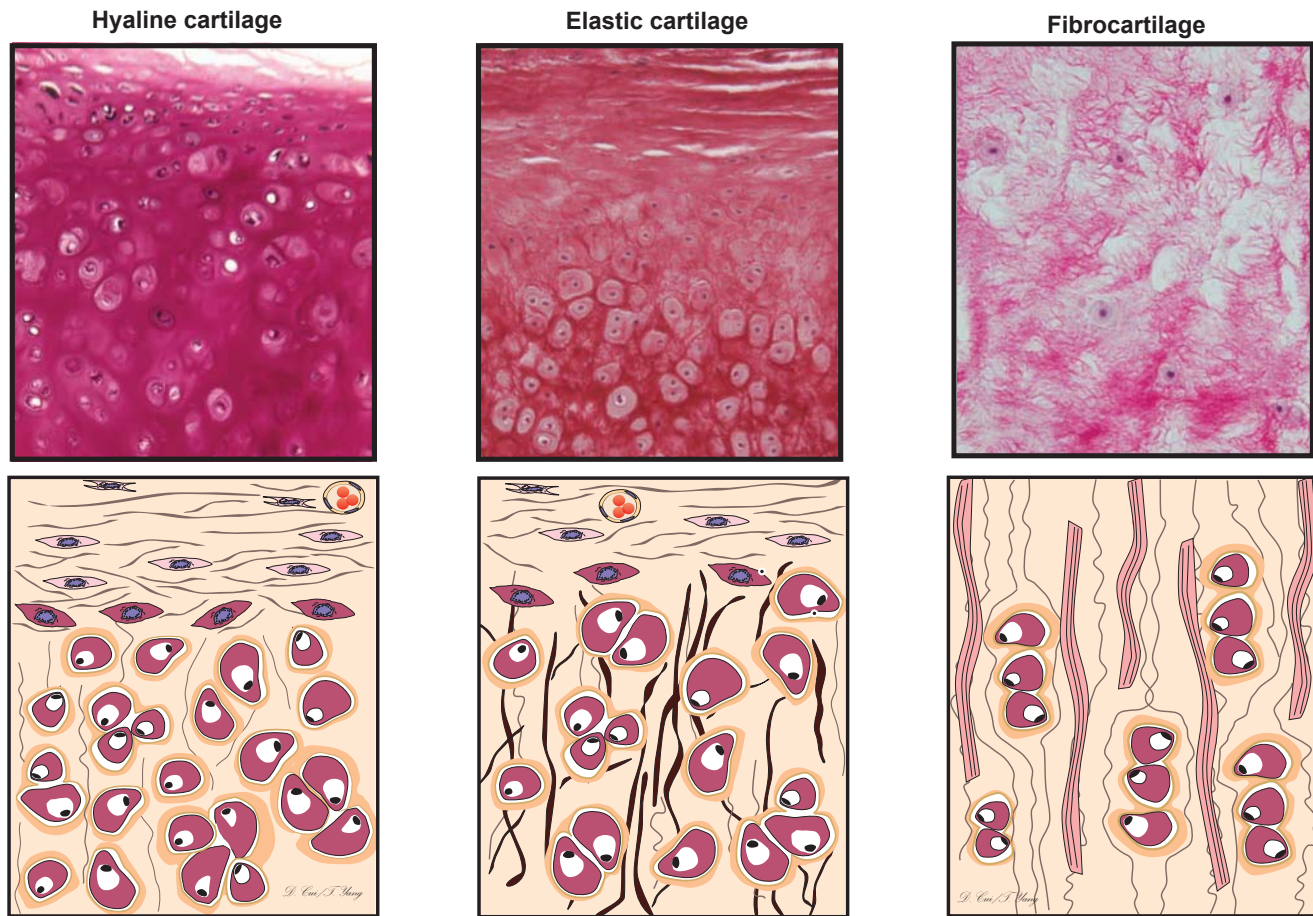 Hyaline cartilage
Elastic cartilage
Fibrocartilage
D. Cui/T. Yang
D. Cui/T. Yang